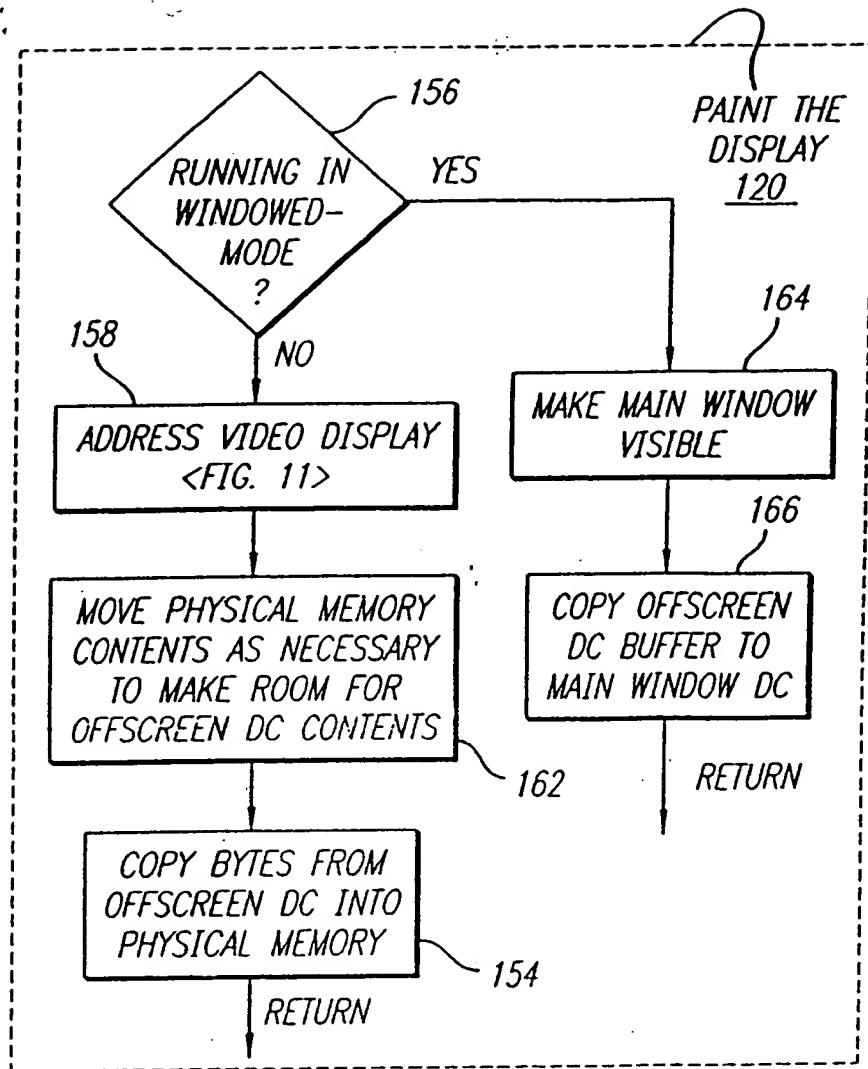 156
PAINT THE
DISPLAY
120
RUNNING IN
WINDOWED-
MODE
?
YES
NO
158
ADDRESS VIDEO DISPLAY
<FIG. 11>
164
MAKE MAIN WINDOW
VISIBLE
166
COPY OFFSCREEN
DC BUFFER TO
MAIN WINDOW DC
RETURN
MOVE PHYSICAL MEMORY
CONTENTS AS NECESSARY
TO MAKE ROOM FOR
OFFSCREEN DC CONTENTS
162
COPY BYTES FROM
OFFSCREEN DC INTO
PHYSICAL MEMORY
154
RETURN